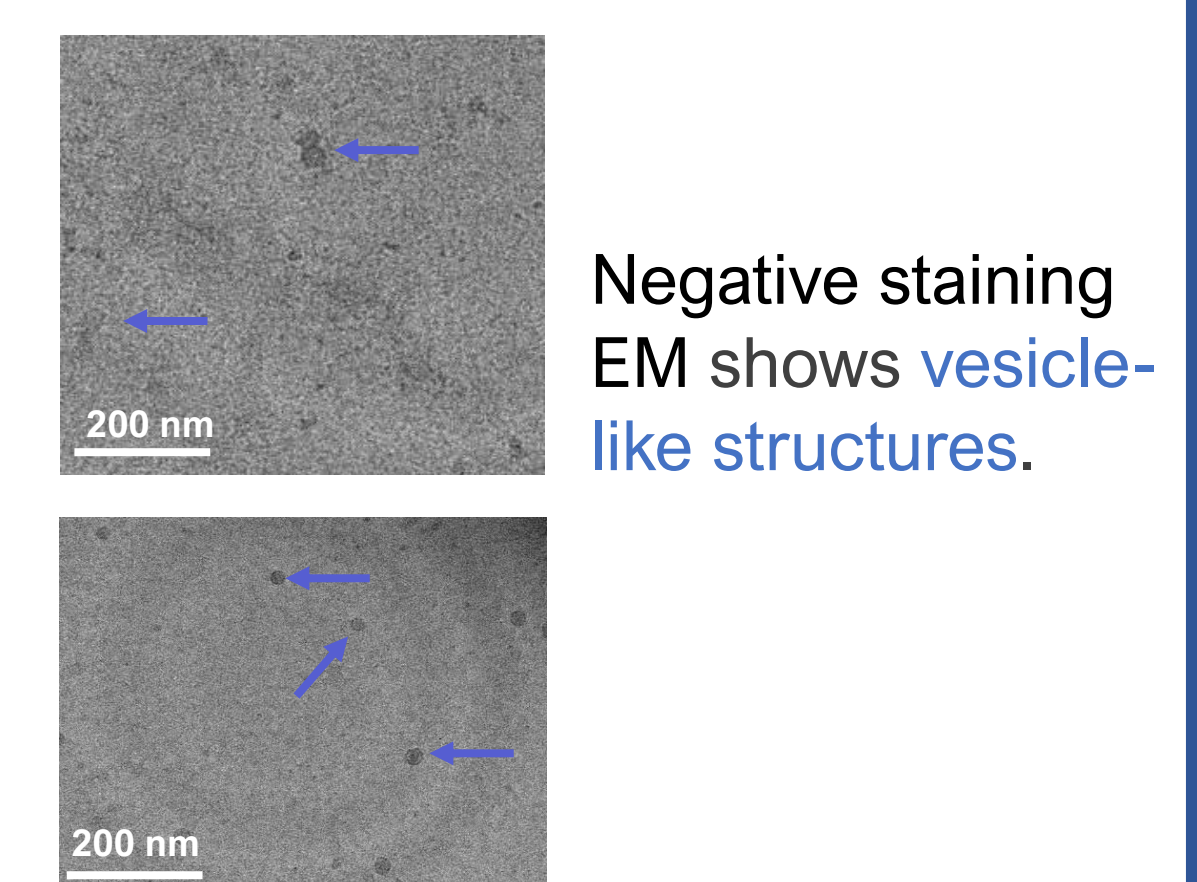 200 nm
Negative staining
EM shows vesicle-
like structures.
200 nm